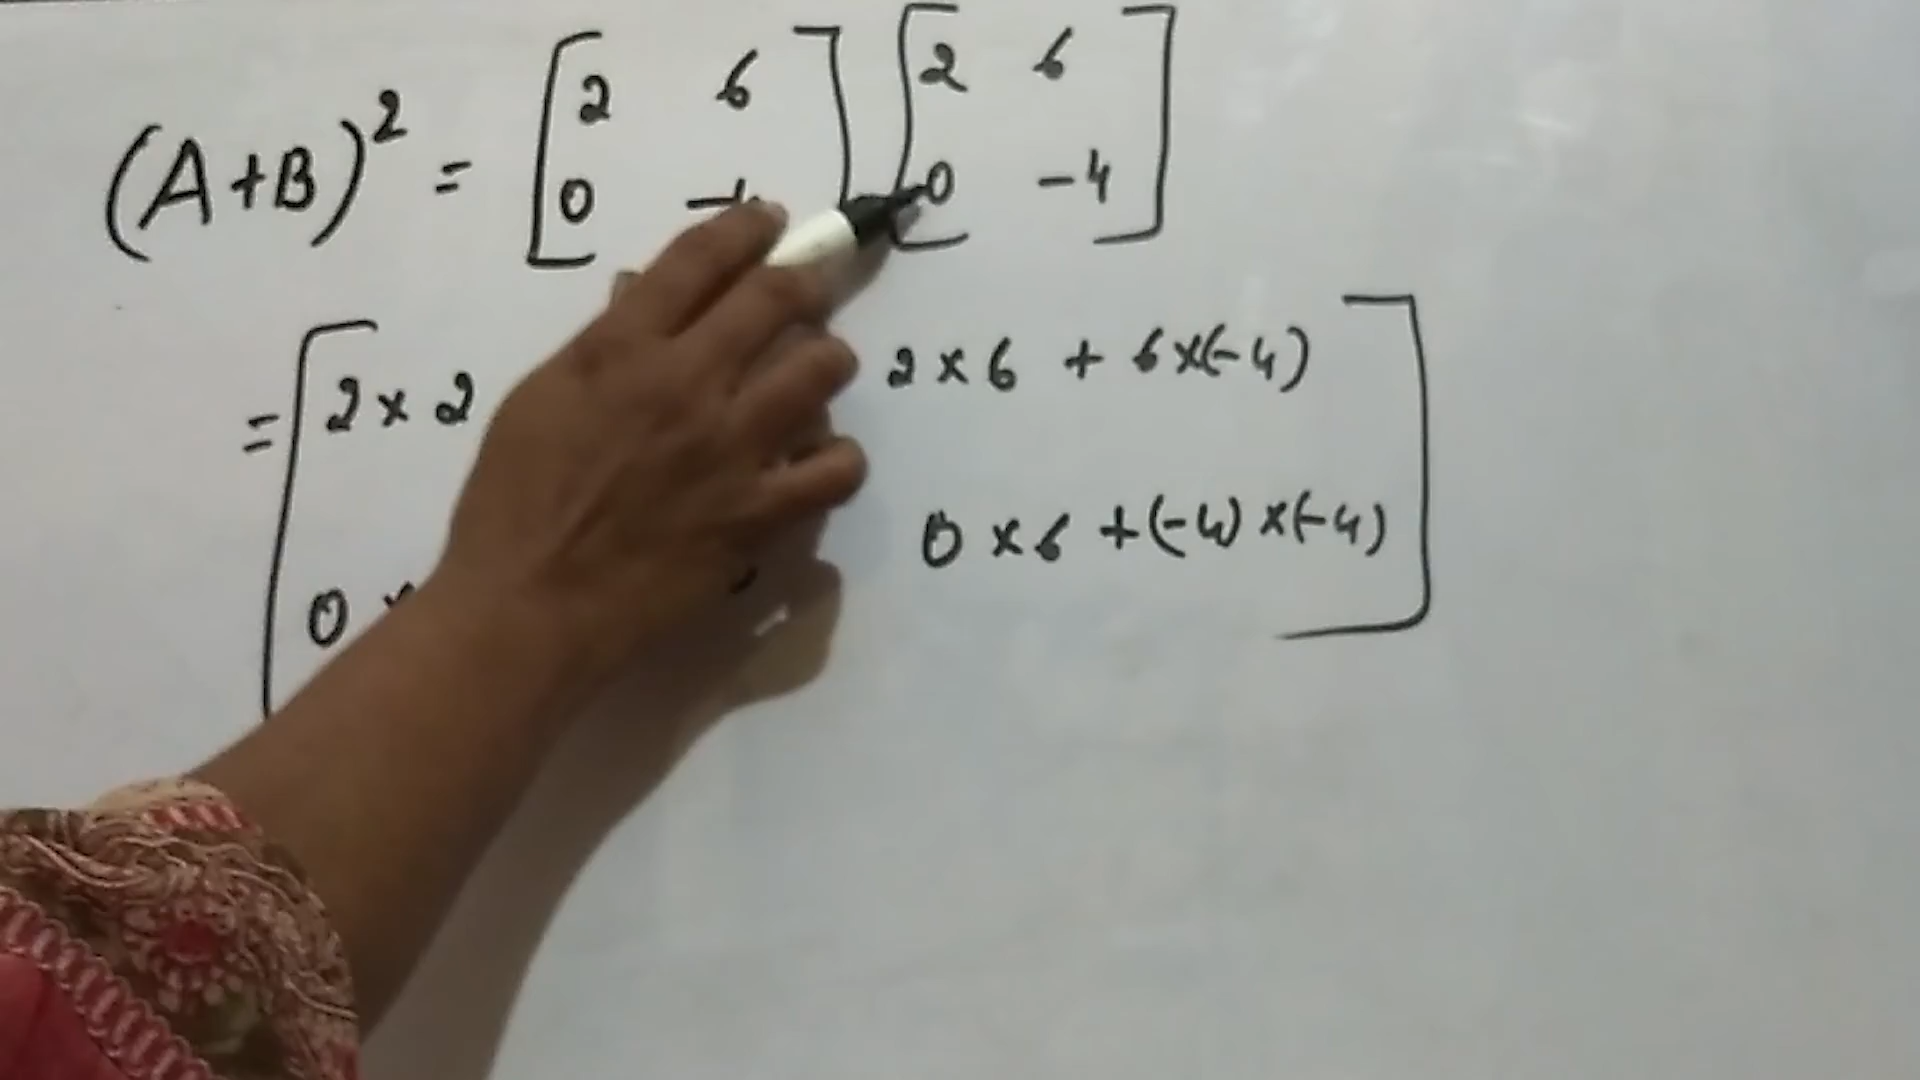 (A+B)² = [2 6] [2 6]
[0 -4] [0 -4]
= [2 × 2 2 × 6 + 6×(-4)]
[0 × 0 × 6 + (-4) × (-4)]